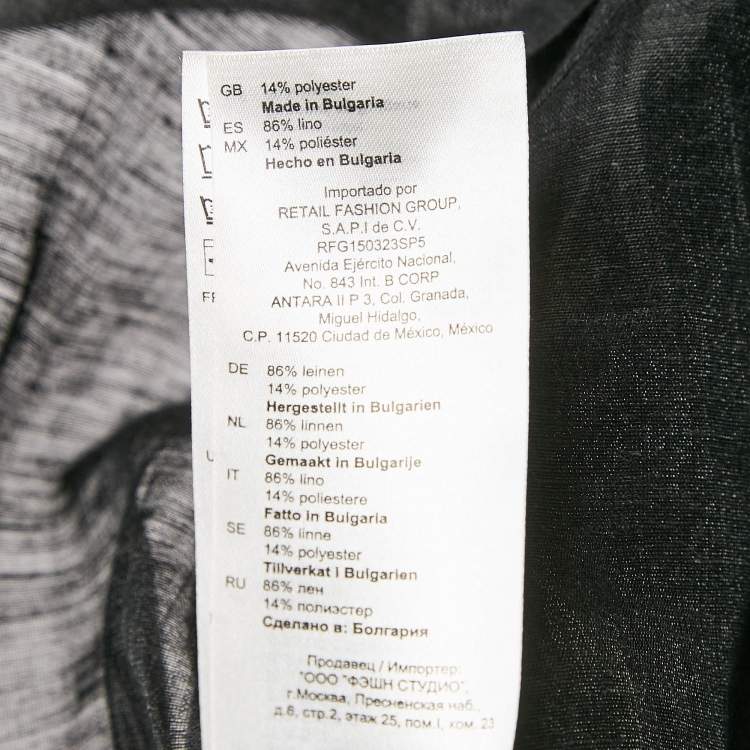 GB 14% polyester
Made in Bulgaria
ES 86% lino
MX 14% poliéster
Hecho en Bulgaria
Importado por
RETAIL FASHION GROUP,
S.A.P.I de C.V.
RFG150323SP5
Avenida Ejército Nacional,
No. 843 Int. B CORP
ANTARA II P 3, Col. Granada,
Miguel Hidalgo,
C.P. 11520 Ciudad de México, México
DE 86% leinen
14% polyester
Hergestellt in Bulgarien
NL 86% linnen
14% polyester
Gemaakt in Bulgarije
IT 86% lino
14% poliestere
Fatto in Bulgaria
SE 86% linne
14% polyester
Tillverkat i Bulgarien
RU 86% лен
14% полиэстер
Сделано в: Болгария
Продавец / Импортер:
"ООО "ФЭШН СТУДИО",
г.Москва, Пресненская наб.,
д.6, стр.2, этаж 25, пом.I, ком. 23